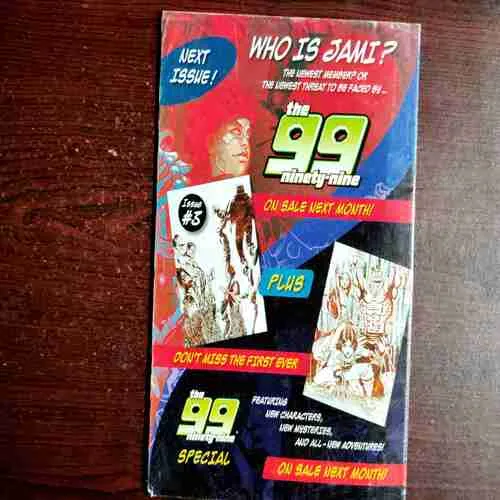 NEXT
ISSUE!
WHO IS JAMI?
THE NEWEST MEMBER? OR
THE NEWEST THREAT TO BE FACED BY...
the
99
ninety-nine
ON SALE NEXT MONTH!
Issue
#3
PLUS
DON'T MISS THE FIRST EVER
the
99
ninety-nine
SPECIAL
FEATURING
NEW CHARACTERS,
NEW MYSTERIES,
AND ALL-NEW ADVENTURES!
ON SALE NEXT MONTH!